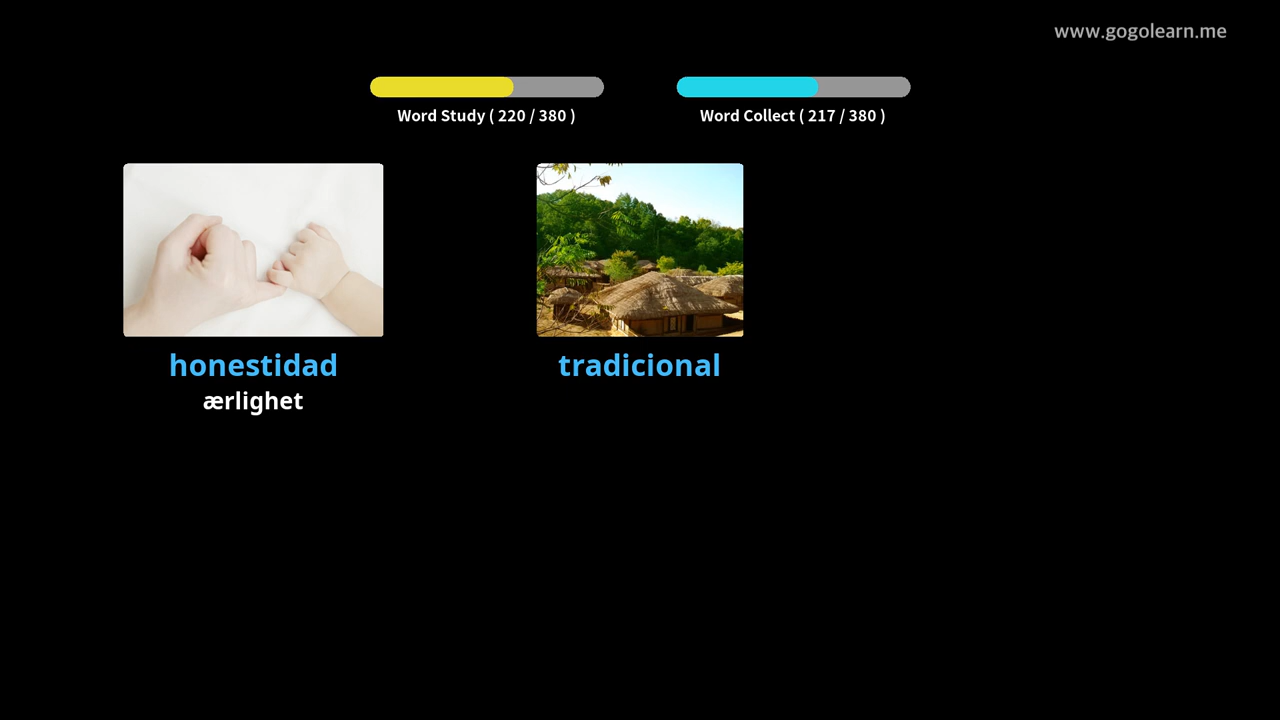 www.gogolearn.me
Word Study ( 220 / 380 )
Word Collect ( 217 / 380 )
honestidad
ærlighet
tradicional